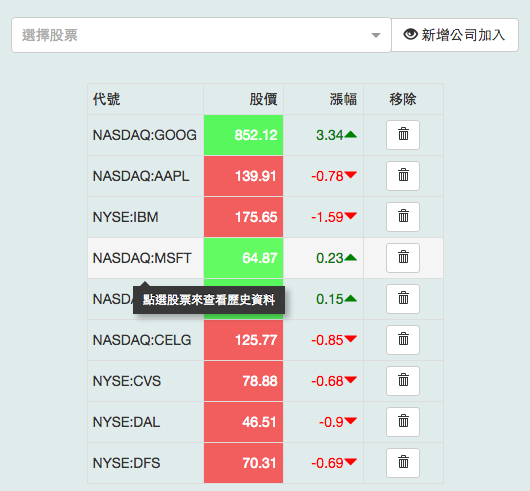 選擇股票 新增公司加入
代號 股價 漲幅 移除
NASDAQ:GOOG 852.12 3.34
NASDAQ:AAPL 139.91 -0.78
NYSE:IBM 175.65 -1.59
NASDAQ:MSFT 64.87 0.23
0.15
點選股票來查看歷史資料
NASDAQ:CELG 125.77 -0.85
NYSE:CVS 78.88 -0.68
NYSE:DAL 46.51 -0.9
NYSE:DFS 70.31 -0.69